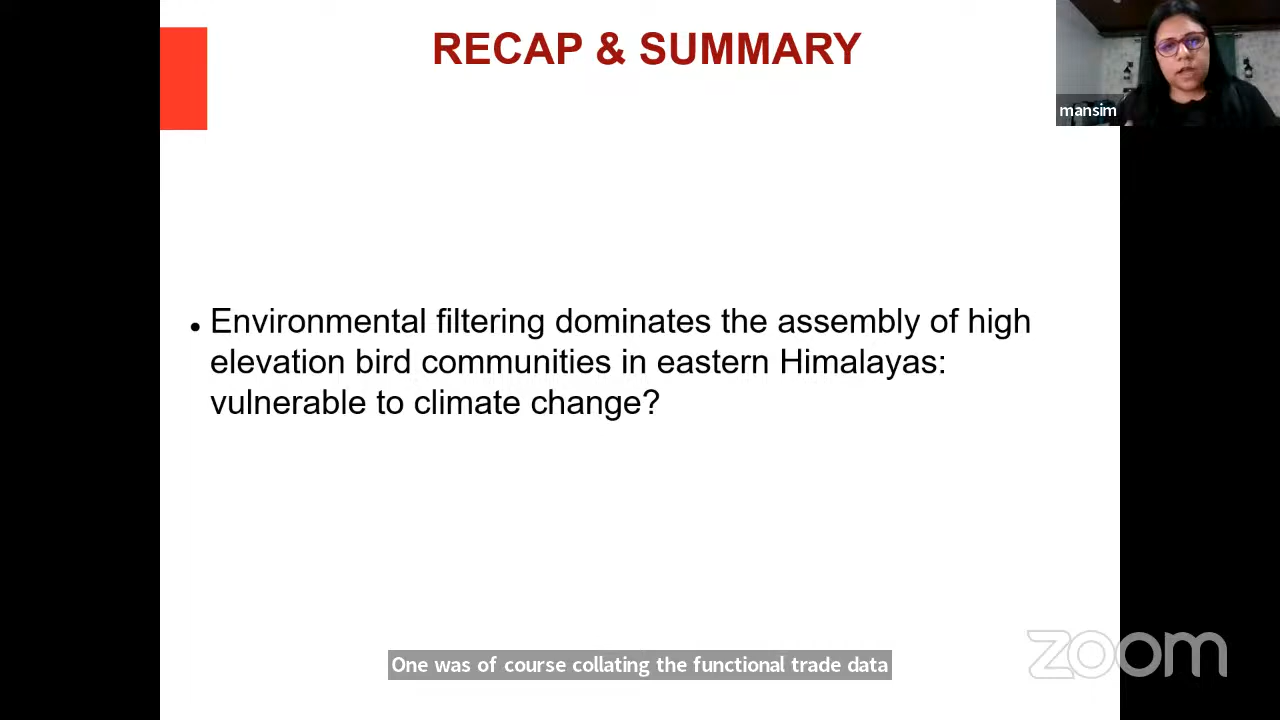 RECAP & SUMMARY
mansim
• Environmental filtering dominates the assembly of high
elevation bird communities in eastern Himalayas:
vulnerable to climate change?
One was of course collating the functional trade data
zoom